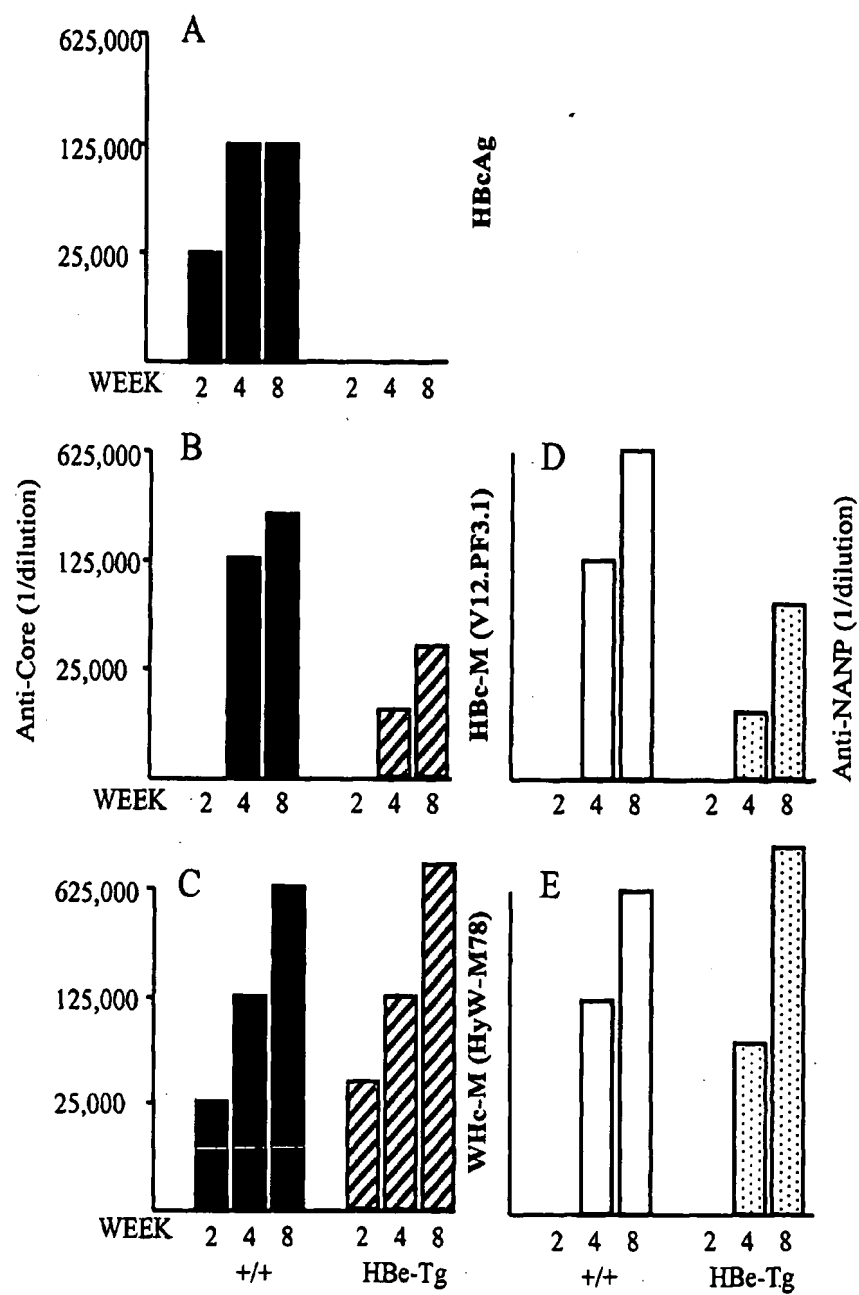 A
625,000
125,000
25,000
HBcAg
WEEK 2 4 8 2 4 8
B
625,000
125,000
25,000
Anti-Core (1/dilution)
HBc-M (V12.PF3.1)
WEEK 2 4 8 2 4 8
D
Anti-NANP (1/dilution)
2 4 8 2 4 8
C
625,000
125,000
25,000
WHc-M (HyW-M78)
WEEK 2 4 8 2 4 8
+/+ HBe-Tg
E
2 4 8 2 4 8
+/+ HBe-Tg